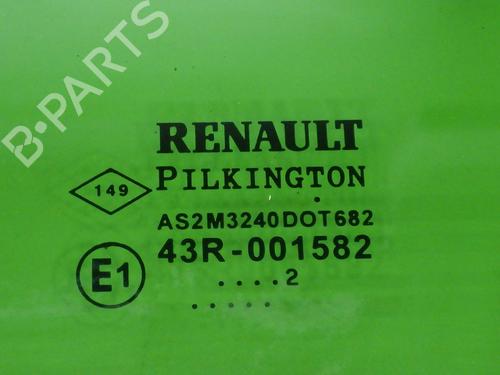 B-PARTS
RENAULT
149
PILKINGTON
AS2M3240DOT682
43R-001582
E1
....2
.....